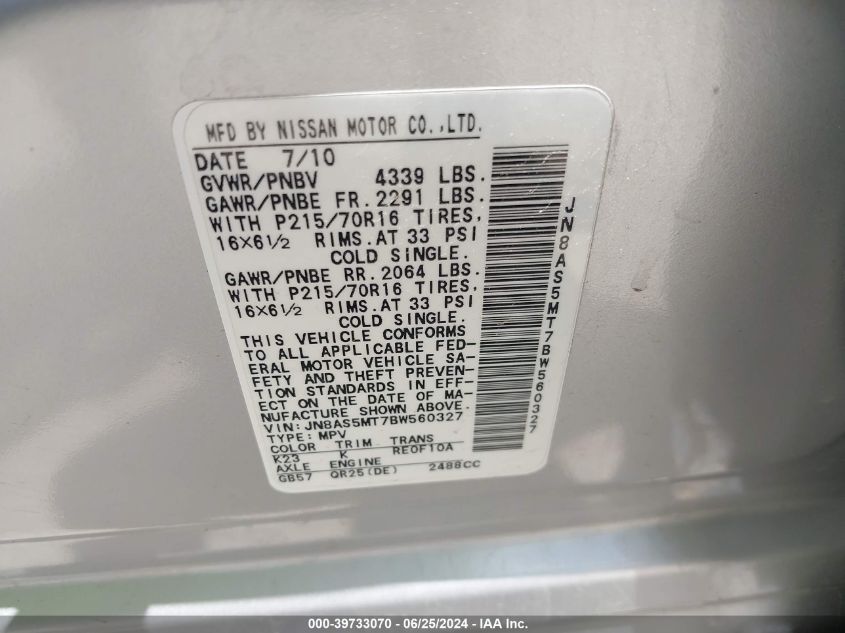 MFD BY NISSAN MOTOR CO.,LTD.
DATE 7/10
GVWR/PNBV 4339 LBS.
GAWR/PNBE FR.2291 LBS.
WITH P215/70R16 TIRES,
16X6½ RIMS.AT 33 PSI
COLD SINGLE.
GAWR/PNBE RR.2064 LBS.
WITH P215/70R16 TIRES,
16X6½ RIMS.AT 33 PSI
COLD SINGLE.
THIS VEHICLE CONFORMS
TO ALL APPLICABLE FED-
ERAL MOTOR VEHICLE SA-
FETY AND THEFT PREVEN-
TION STANDARDS IN EFF-
ECT ON THE DATE OF MA-
NUFACTURE SHOWN ABOVE.
VIN: JN8AS5MT7BW560327
TYPE: MPV
COLOR TRIM TRANS
K23 K RE0F10A
AXLE ENGINE
GB57 QR25(DE) 2488CC
JN8AS5MT7BW560327
000-39733070 / 06/25/2024 - IAA Inc.